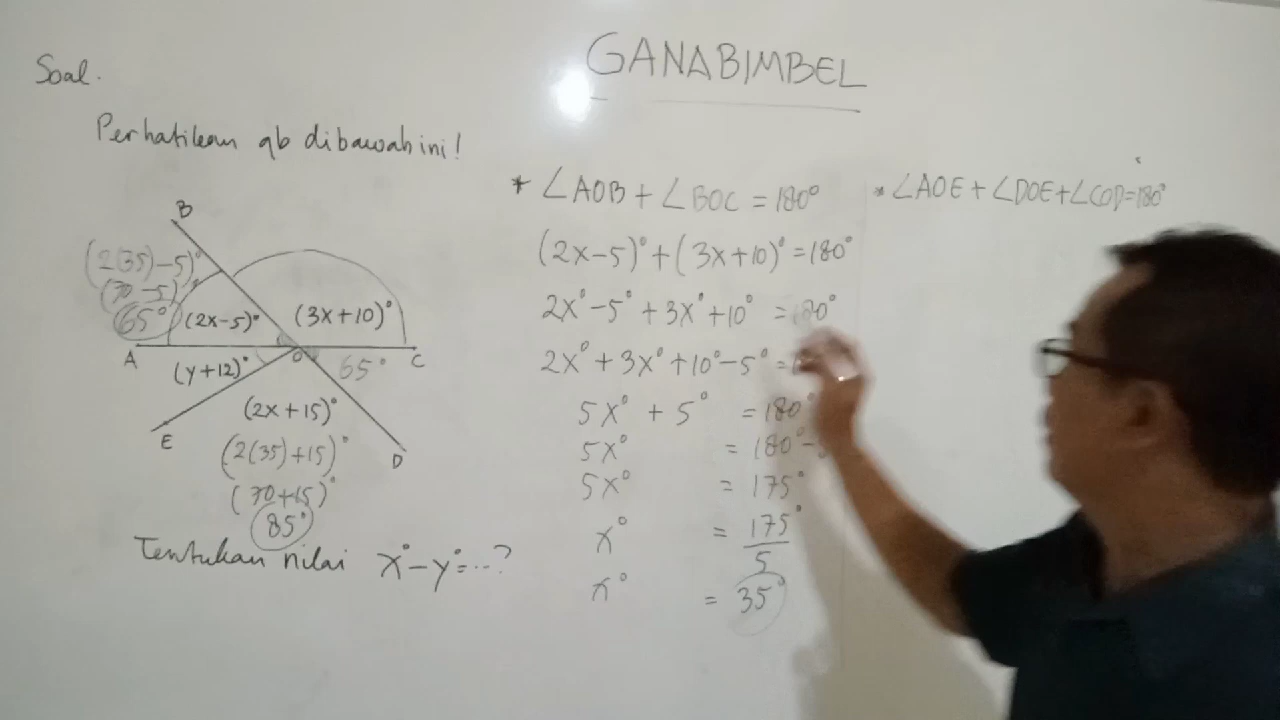 GANABIMBEL
Soal.
Perhatikan gb dibawah ini!
B
(2(35)-5)°
(70-5)°
65°
(2x-5)°
(3x+10)°
A
O
C
(y+12)°
65°
(2x+15)°
E
D
(2(35)+15)°
(70+15)°
85°
Tentukan nilai x°-y°=...?
* ∠AOB + ∠BOC = 180°
(2x-5)° + (3x+10)° = 180°
2x° - 5° + 3x° + 10° = 180°
2x° + 3x° + 10° - 5° =
5x° + 5° = 180°
5x° = 180° -
5x° = 175°
x° = 175°
5
x° = 35°
* ∠AOE + ∠DOE + ∠COD = 180°